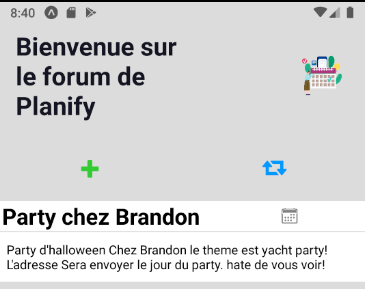 8:40
Bienvenue sur
le forum de
Planify
Party chez Brandon
Party d'halloween Chez Brandon le theme est yacht party!
L'adresse Sera envoyer le jour du party. hate de vous voir!